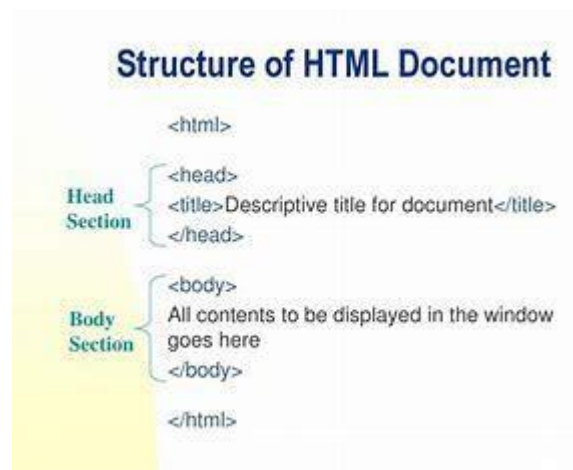 Structure of HTML Document
<html>
<head>
Head
<title>Descriptive title for document</title>
Section
</head>
<body>
All contents to be displayed in the window
Body
goes here
Section
</body>
</html>